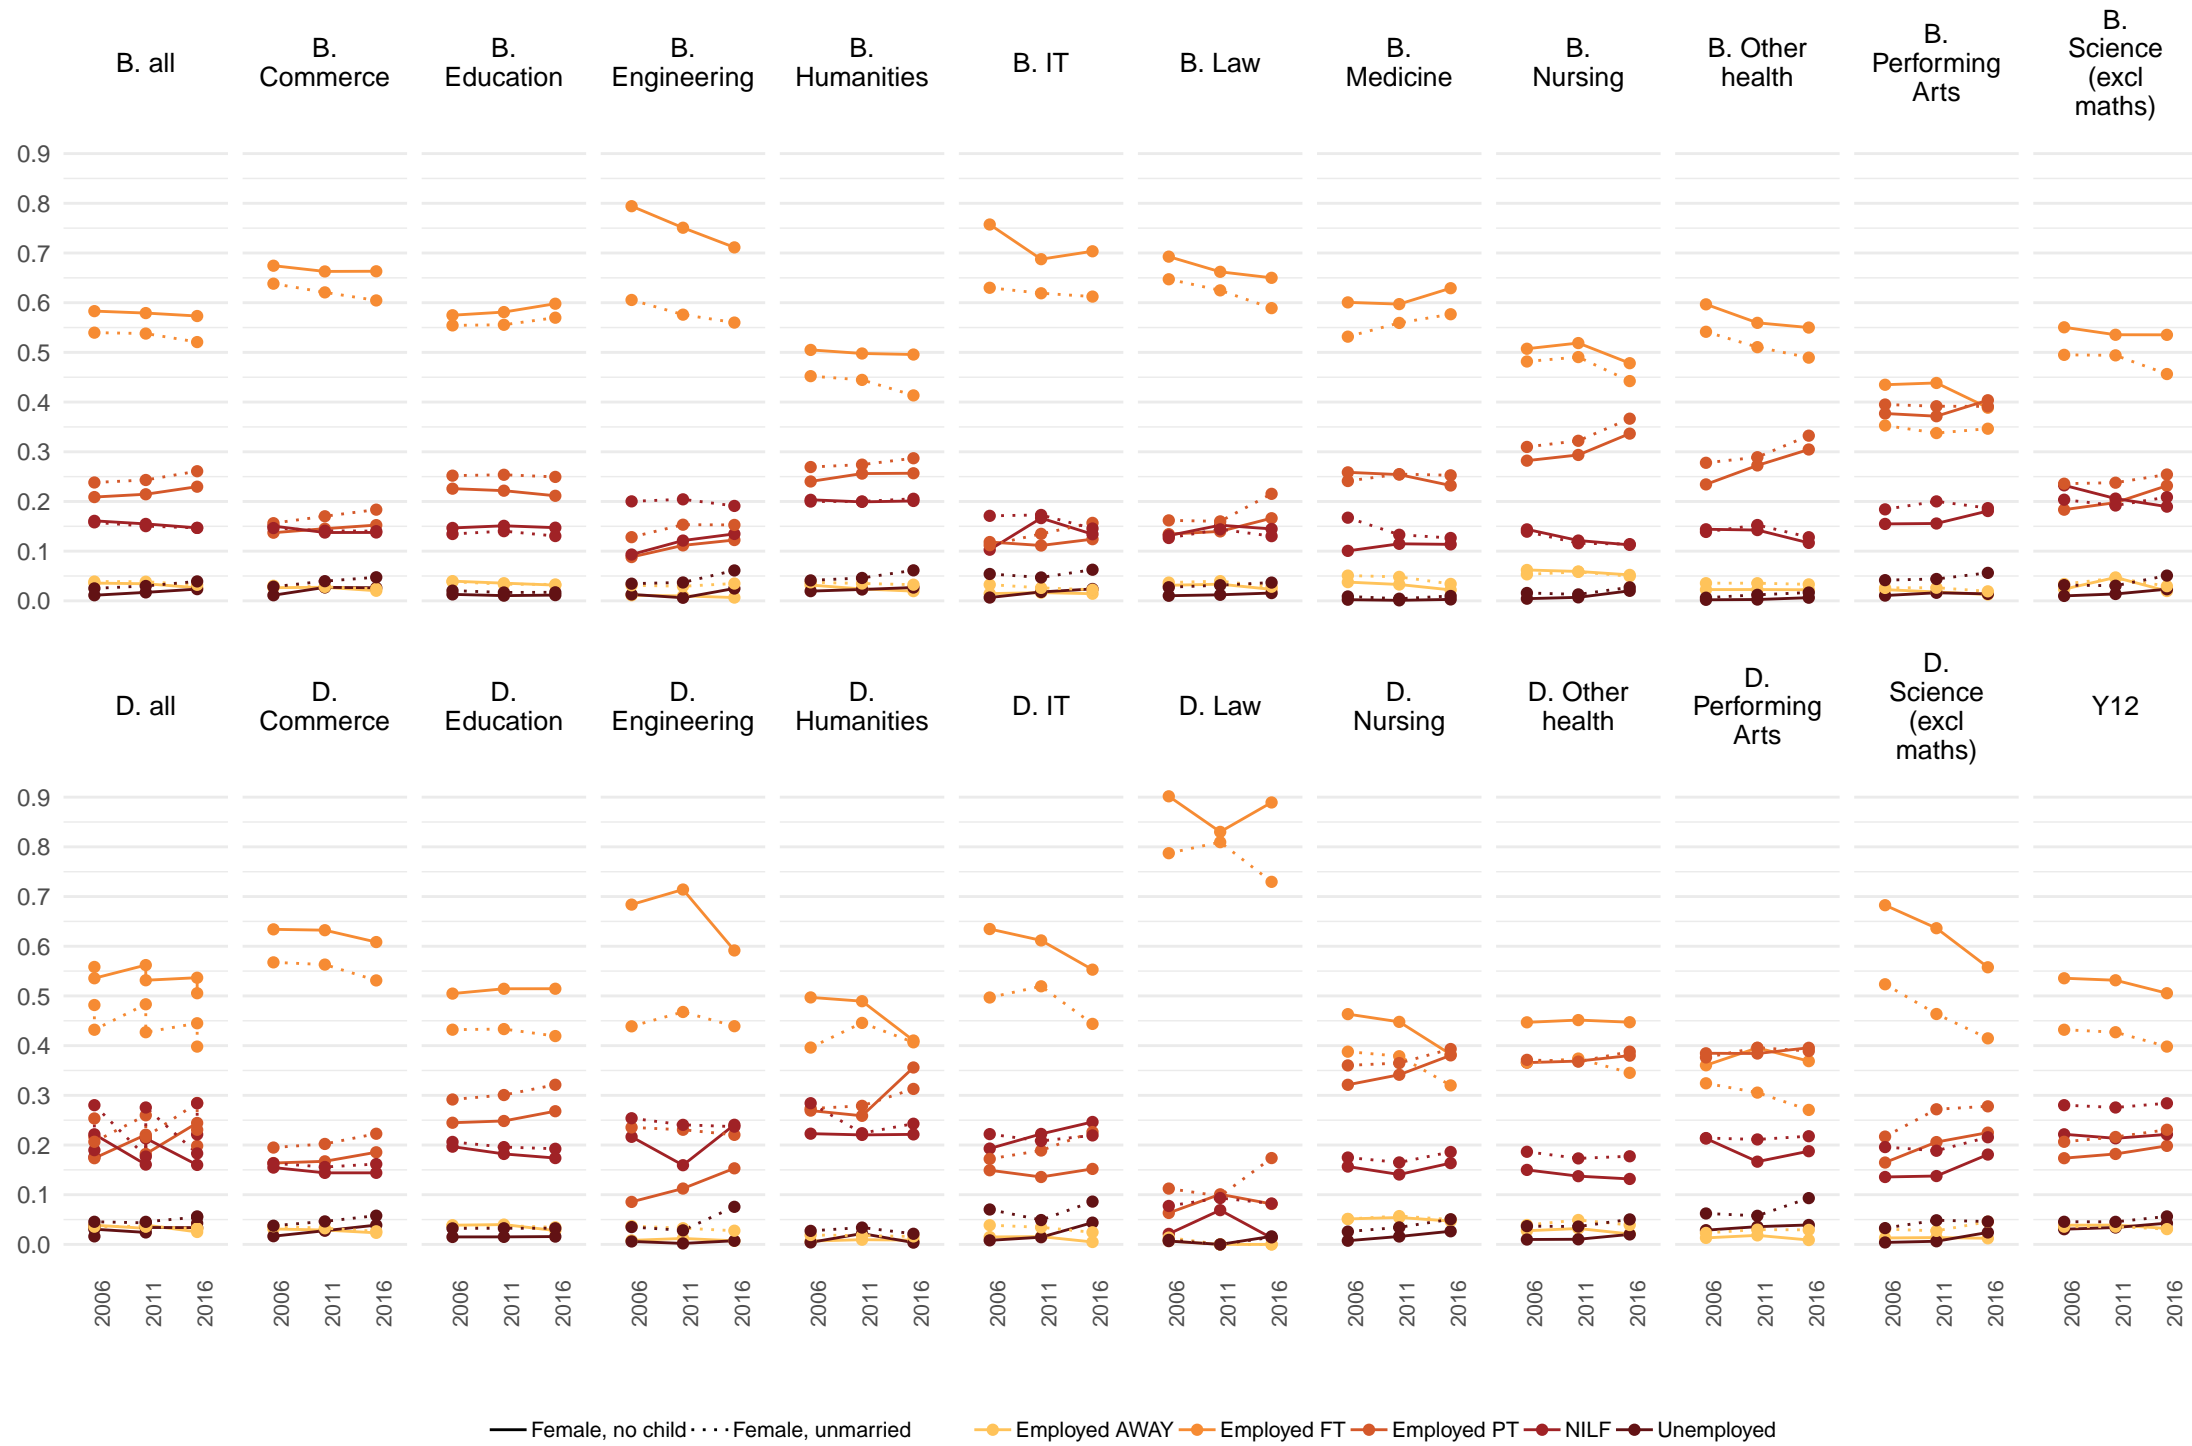 B. all
B.
Commerce
B.
Education
B.
Engineering
B.
Humanities
B. IT
B. Law
B.
Medicine
B.
Nursing
B. Other
health
B.
Performing
Arts
B.
Science
(excl
maths)
0.9
0.8
0.7
0.6
0.5
0.4
0.3
0.2
0.1
0.0
D. all
D.
Commerce
D.
Education
D.
Engineering
D.
Humanities
D. IT
D. Law
D.
Nursing
D. Other
health
D.
Performing
Arts
D.
Science
(excl
maths)
Y12
0.9
0.8
0.7
0.6
0.5
0.4
0.3
0.2
0.1
0.0
2006 2011 2016 2006 2011 2016 2006 2011 2016 2006 2011 2016 2006 2011 2016 2006 2011 2016 2006 2011 2016 2006 2011 2016 2006 2011 2016 2006 2011 2016 2006 2011 2016 2006 2011 2016
Female, no child Female, unmarried Employed AWAY Employed FT Employed PT NILF Unemployed